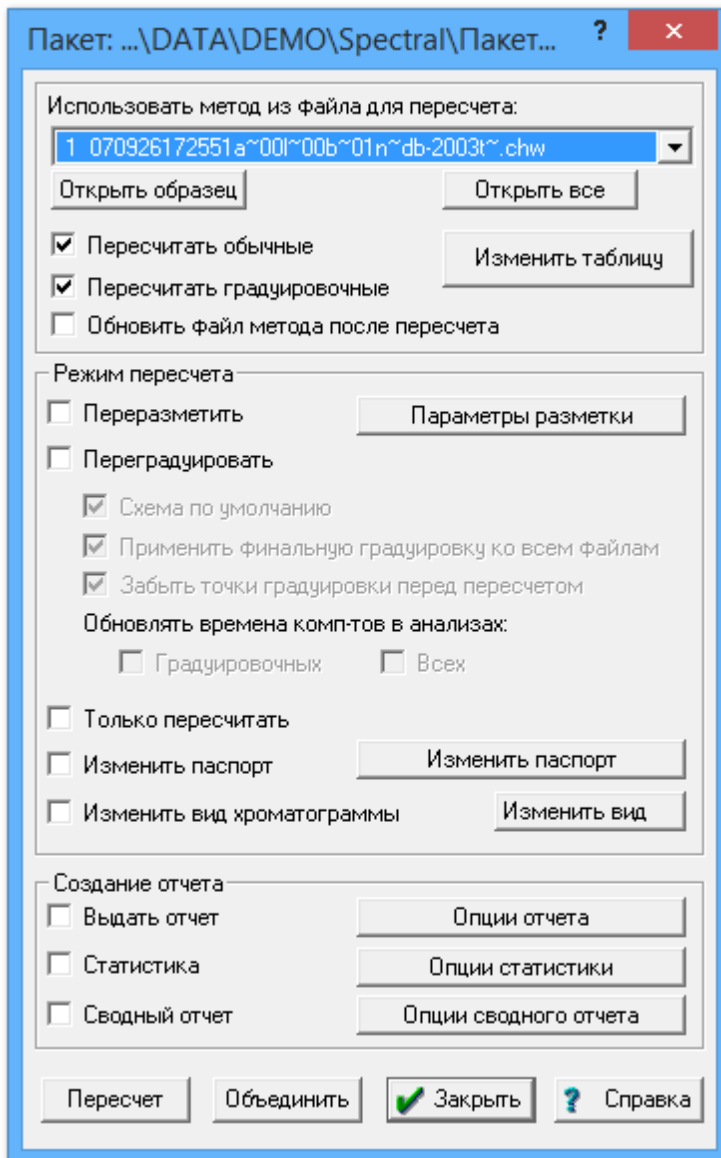 Пакет: ...\DATA\DEMO\Spectral\Пакет... ?
Использовать метод из файла для пересчета:
1 070926172551a~00l~00b~01n~db-2003t~.chw
Открыть образец Открыть все
Пересчитать обычные
Изменить таблицу
Пересчитать градуировочные
Обновить файл метода после пересчета
Режим пересчета
Переразметить Параметры разметки
Переградуировать
Схема по умолчанию
Применить финальную градуировку ко всем файлам
Забыть точки градуировки перед пересчетом
Обновлять времена комп-тов в анализах:
Градуировочных Всех
Только пересчитать
Изменить паспорт Изменить паспорт
Изменить вид хроматограммы Изменить вид
Создание отчета
Выдать отчет Опции отчета
Статистика Опции статистики
Сводный отчет Опции сводного отчета
Пересчет Объединить Закрыть ? Справка